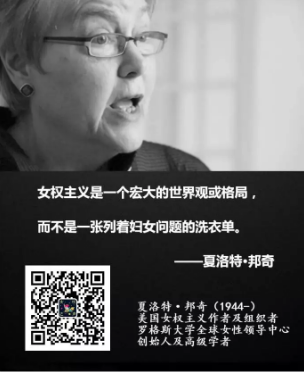 女权主义是一个宏大的世界观或格局，
而不是一张列着妇女问题的洗衣单。
——夏洛特·邦奇
夏洛特·邦奇（1944-）
美国女权主义作者及组织者
罗格斯大学全球女性领导中心
创始人及高级学者